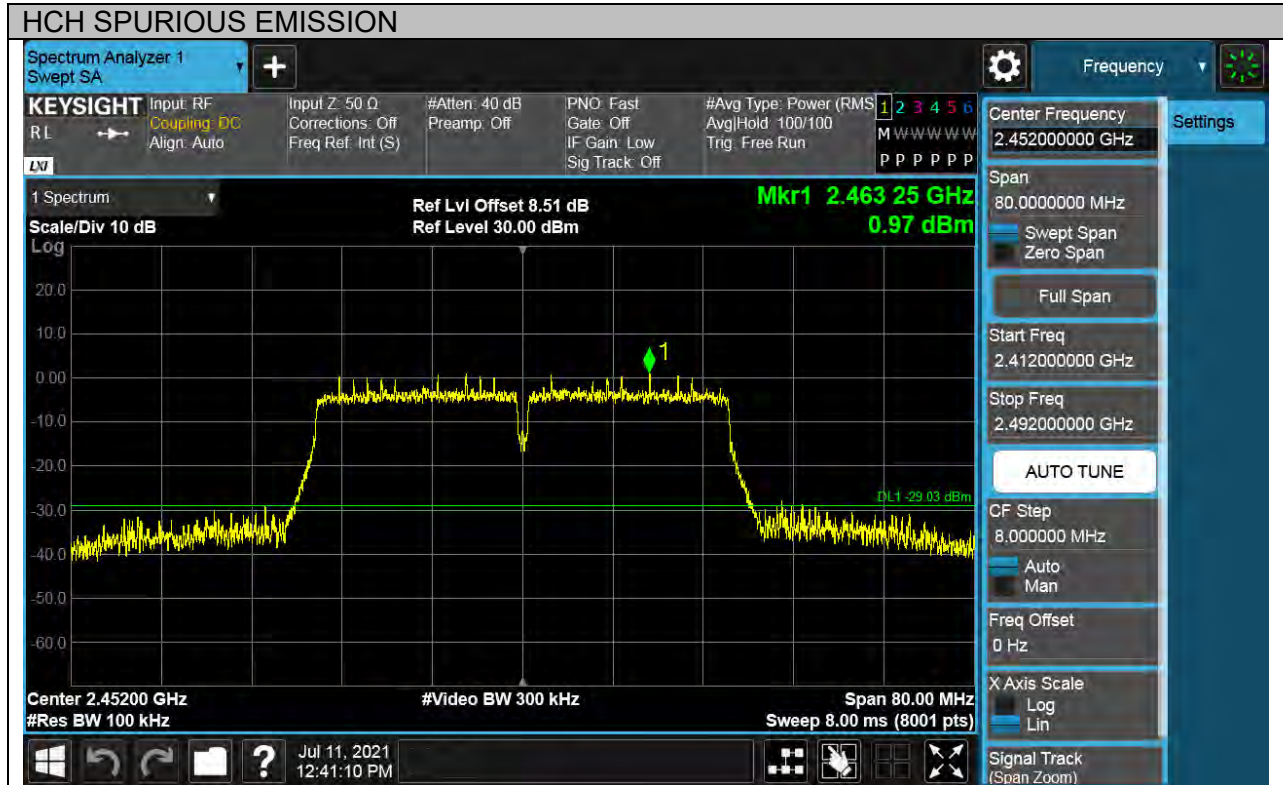 HCH SPURIOUS EMISSION
Spectrum Analyzer 1
Swept SA
Frequency
KEYSIGHT
RL
LXI
Input: RF
Coupling: DC
Align: Auto
Input Z: 50 Ω
Corrections: Off
Freq Ref: Int (S)
#Atten: 40 dB
Preamp: Off
PNO: Fast
Gate: Off
IF Gain: Low
Sig Track: Off
#Avg Type: Power (RMS
Avg|Hold: 100/100
Trig: Free Run
1 2 3 4 5 6
M W W W W W
P P P P P P
1 Spectrum
Scale/Div 10 dB
Ref Lvl Offset 8.51 dB
Ref Level 30.00 dBm
Mkr1 2.463 25 GHz
0.97 dBm
Log
20.0
10.0
0.00
-10.0
-20.0
-30.0
-40.0
-50.0
-60.0
1
DL1 -29.03 dBm
Center 2.45200 GHz
#Res BW 100 kHz
#Video BW 300 kHz
Span 80.00 MHz
Sweep 8.00 ms (8001 pts)
Center Frequency
2.452000000 GHz
Settings
Span
80.0000000 MHz
Swept Span
Zero Span
Full Span
Start Freq
2.412000000 GHz
Stop Freq
2.492000000 GHz
AUTO TUNE
CF Step
8.000000 MHz
Auto
Man
Freq Offset
0 Hz
X Axis Scale
Log
Lin
Signal Track
(Span Zoom)
?
Jul 11, 2021
12:41:10 PM